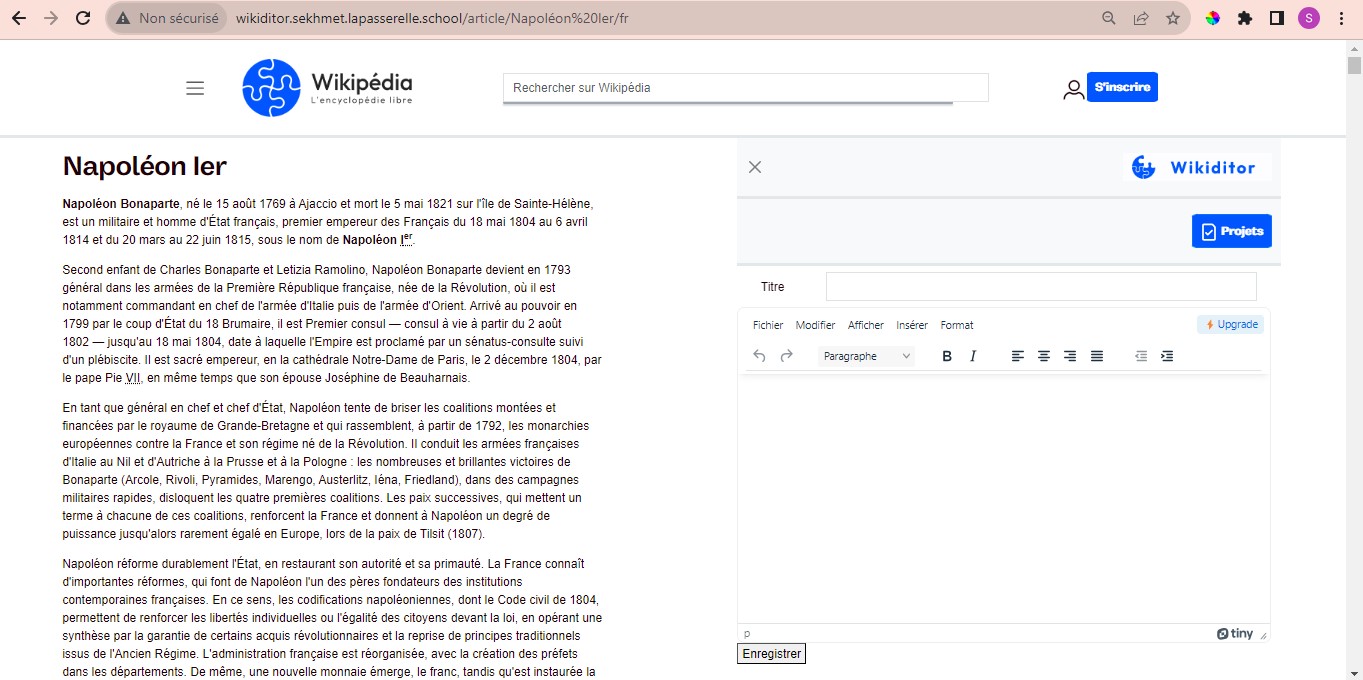 Non sécurisé wikiditor.sekhmet.lapasserelle.school/article/Napoléon%20Ier/fr
S
Wikipédia
L'encyclopédie libre
Rechercher sur Wikipédia
S'inscrire
Napoléon Ier
Napoléon Bonaparte, né le 15 août 1769 à Ajaccio et mort le 5 mai 1821 sur l'île de Sainte-Hélène,
est un militaire et homme d'État français, premier empereur des Français du 18 mai 1804 au 6 avril
1814 et du 20 mars au 22 juin 1815, sous le nom de Napoléon Ier.
Second enfant de Charles Bonaparte et Letizia Ramolino, Napoléon Bonaparte devient en 1793
général dans les armées de la Première République française, née de la Révolution, où il est
notamment commandant en chef de l'armée d'Italie puis de l'armée d'Orient. Arrivé au pouvoir en
1799 par le coup d'État du 18 Brumaire, il est Premier consul — consul à vie à partir du 2 août
1802 — jusqu'au 18 mai 1804, date à laquelle l'Empire est proclamé par un sénatus-consulte suivi
d'un plébiscite. Il est sacré empereur, en la cathédrale Notre-Dame de Paris, le 2 décembre 1804, par
le pape Pie VII, en même temps que son épouse Joséphine de Beauharnais.
En tant que général en chef et chef d'État, Napoléon tente de briser les coalitions montées et
financées par le royaume de Grande-Bretagne et qui rassemblent, à partir de 1792, les monarchies
européennes contre la France et son régime né de la Révolution. Il conduit les armées françaises
d'Italie au Nil et d'Autriche à la Prusse et à la Pologne : les nombreuses et brillantes victoires de
Bonaparte (Arcole, Rivoli, Pyramides, Marengo, Austerlitz, Iéna, Friedland), dans des campagnes
militaires rapides, disloquent les quatre premières coalitions. Les paix successives, qui mettent un
terme à chacune de ces coalitions, renforcent la France et donnent à Napoléon un degré de
puissance jusqu'alors rarement égalé en Europe, lors de la paix de Tilsit (1807).
Napoléon réforme durablement l'État, en restaurant son autorité et sa primauté. La France connaît
d'importantes réformes, qui font de Napoléon l'un des pères fondateurs des institutions
contemporaines françaises. En ce sens, les codifications napoléoniennes, dont le Code civil de 1804,
permettent de renforcer les libertés individuelles ou l'égalité des citoyens devant la loi, en opérant une
synthèse par la garantie de certains acquis révolutionnaires et la reprise de principes traditionnels
issus de l'Ancien Régime. L'administration française est réorganisée, avec la création des préfets
dans les départements. De même, une nouvelle monnaie émerge, le franc, tandis qu'est instaurée la
Wikiditor
Projets
Titre
Fichier Modifier Afficher Insérer Format Upgrade
Paragraphe B I
p tiny
Enregistrer